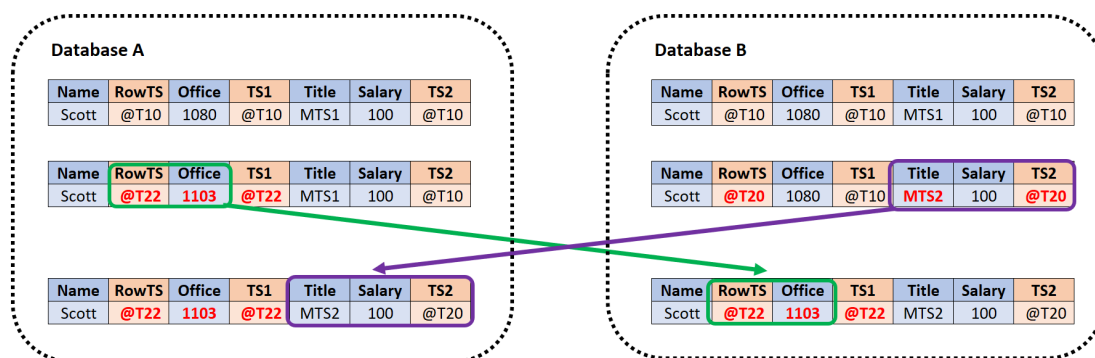 Database A
Name RowTS Office TS1 Title Salary TS2
Scott @T10 1080 @T10 MTS1 100 @T10
Name RowTS Office TS1 Title Salary TS2
Scott @T22 1103 @T22 MTS1 100 @T10
Name RowTS Office TS1 Title Salary TS2
Scott @T22 1103 @T22 MTS2 100 @T20
Database B
Name RowTS Office TS1 Title Salary TS2
Scott @T10 1080 @T10 MTS1 100 @T10
Name RowTS Office TS1 Title Salary TS2
Scott @T20 1080 @T10 MTS2 100 @T20
Name RowTS Office TS1 Title Salary TS2
Scott @T22 1103 @T22 MTS2 100 @T20